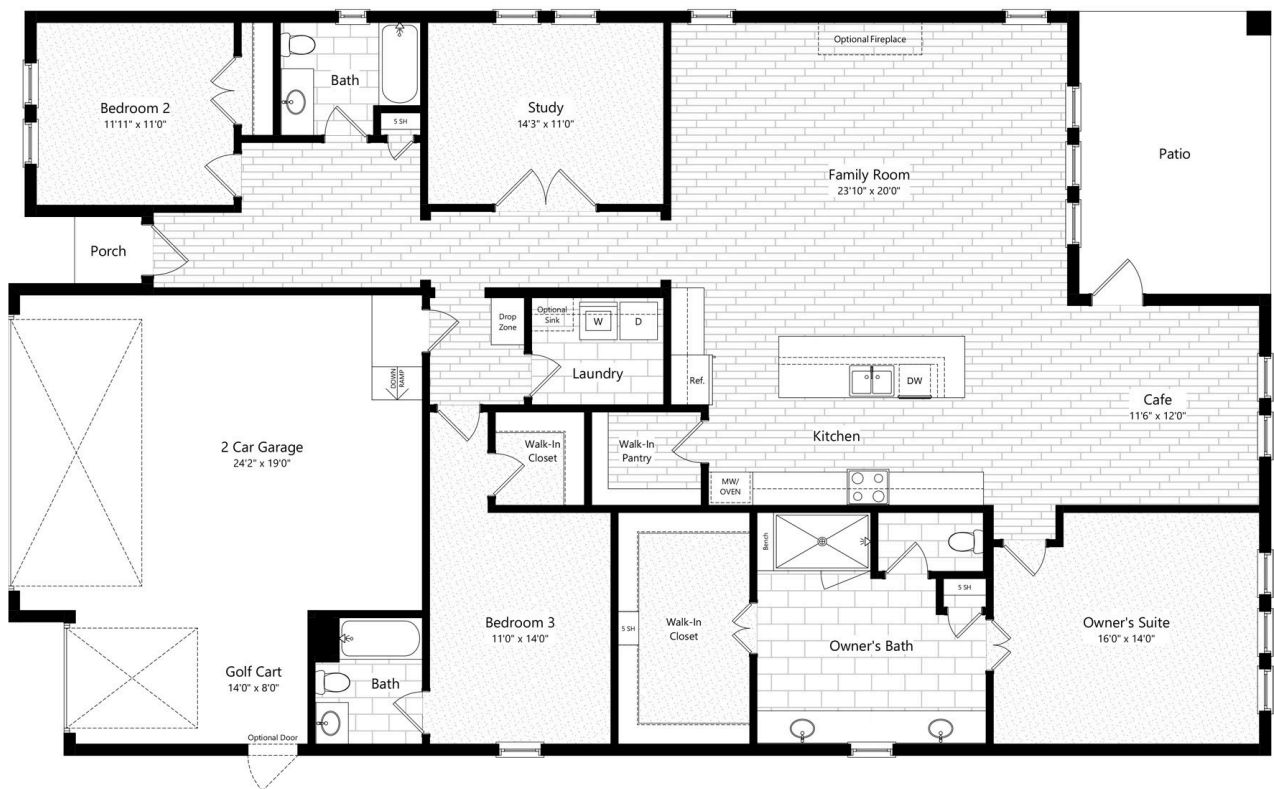 Bedroom 2
11'11" x 11'0"
Bath
5 SH
Study
14'3" x 11'0"
Optional Fireplace
Family Room
23'10" x 20'0"
Patio
Porch
Drop
Zone
Optional
Sink
W
D
Laundry
Ref.
DW
DOWN
RAMP
2 Car Garage
24'2" x 19'0"
Walk-In
Closet
Walk-In
Pantry
Kitchen
MW/
OVEN
Cafe
11'6" x 12'0"
Bench
5 SH
Bedroom 3
11'0" x 14'0"
5 SH
Walk-In
Closet
Owner's Bath
Owner's Suite
16'0" x 14'0"
Golf Cart
14'0" x 8'0"
Bath
Optional Door